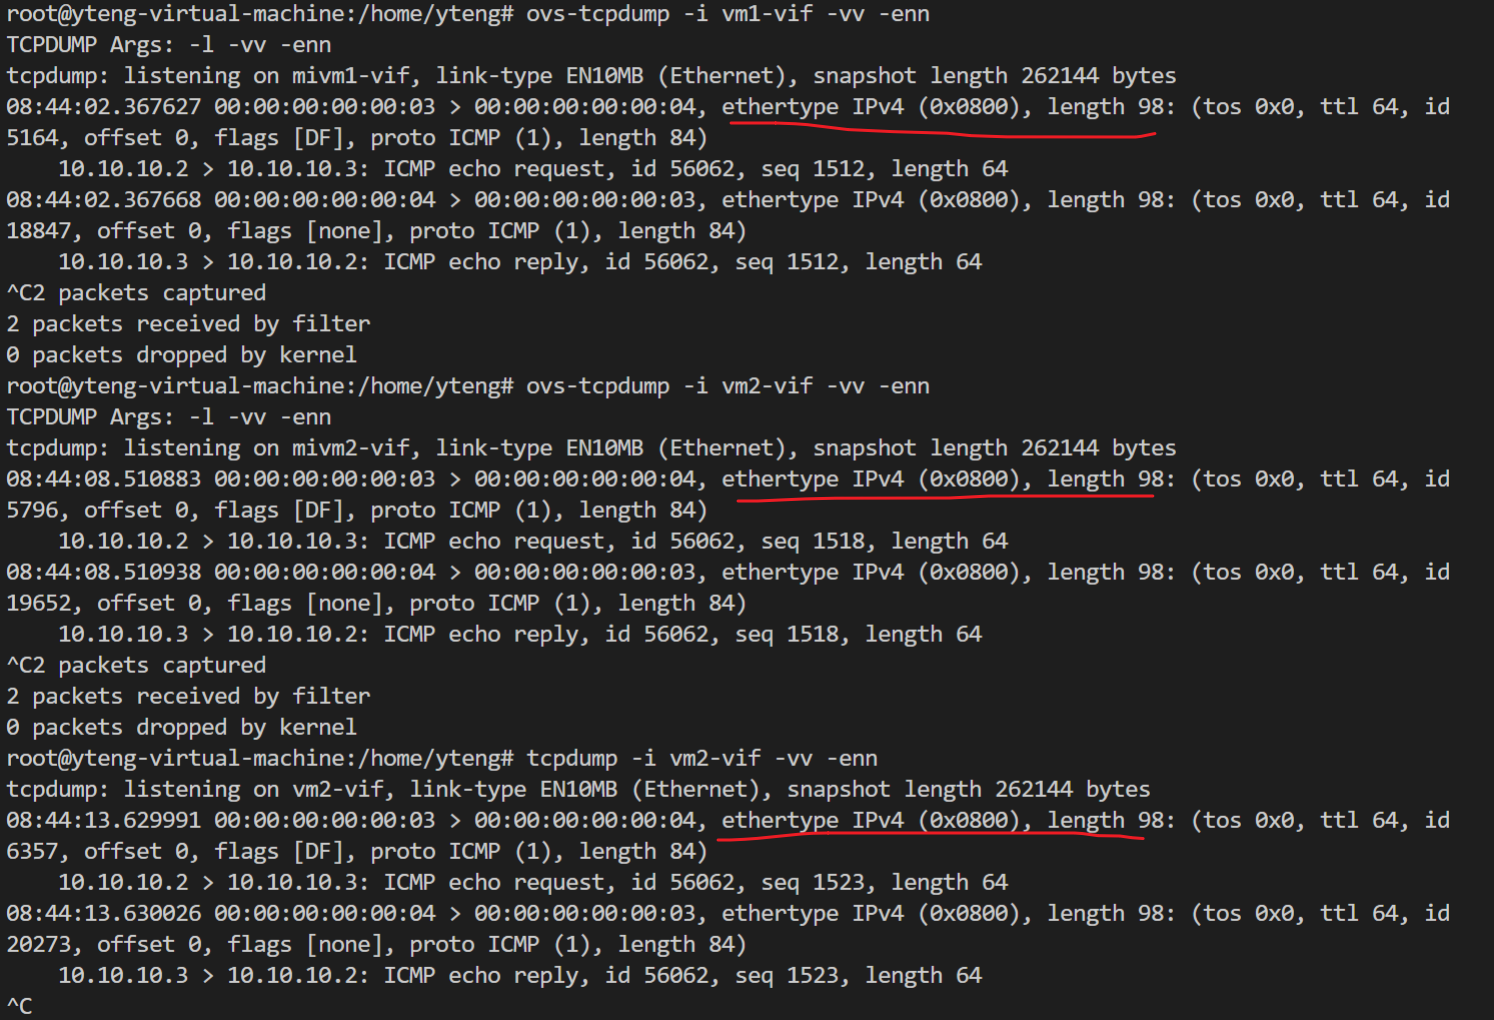 root@yteng-virtual-machine:/home/yteng# ovs-tcpdump -i vm1-vif -vv -enn
TCPDUMP Args: -l -vv -enn
tcpdump: listening on mivm1-vif, link-type EN10MB (Ethernet), snapshot length 262144 bytes
08:44:02.367627 00:00:00:00:00:03 > 00:00:00:00:00:04, ethertype IPv4 (0x0800), length 98: (tos 0x0, ttl 64, id
5164, offset 0, flags [DF], proto ICMP (1), length 84)
    10.10.10.2 > 10.10.10.3: ICMP echo request, id 56062, seq 1512, length 64
08:44:02.367668 00:00:00:00:00:04 > 00:00:00:00:00:03, ethertype IPv4 (0x0800), length 98: (tos 0x0, ttl 64, id
18847, offset 0, flags [none], proto ICMP (1), length 84)
    10.10.10.3 > 10.10.10.2: ICMP echo reply, id 56062, seq 1512, length 64
^C2 packets captured
2 packets received by filter
0 packets dropped by kernel
root@yteng-virtual-machine:/home/yteng# ovs-tcpdump -i vm2-vif -vv -enn
TCPDUMP Args: -l -vv -enn
tcpdump: listening on mivm2-vif, link-type EN10MB (Ethernet), snapshot length 262144 bytes
08:44:08.510883 00:00:00:00:00:03 > 00:00:00:00:00:04, ethertype IPv4 (0x0800), length 98: (tos 0x0, ttl 64, id
5796, offset 0, flags [DF], proto ICMP (1), length 84)
    10.10.10.2 > 10.10.10.3: ICMP echo request, id 56062, seq 1518, length 64
08:44:08.510938 00:00:00:00:00:04 > 00:00:00:00:00:03, ethertype IPv4 (0x0800), length 98: (tos 0x0, ttl 64, id
19652, offset 0, flags [none], proto ICMP (1), length 84)
    10.10.10.3 > 10.10.10.2: ICMP echo reply, id 56062, seq 1518, length 64
^C2 packets captured
2 packets received by filter
0 packets dropped by kernel
root@yteng-virtual-machine:/home/yteng# tcpdump -i vm2-vif -vv -enn
tcpdump: listening on vm2-vif, link-type EN10MB (Ethernet), snapshot length 262144 bytes
08:44:13.629991 00:00:00:00:00:03 > 00:00:00:00:00:04, ethertype IPv4 (0x0800), length 98: (tos 0x0, ttl 64, id
6357, offset 0, flags [DF], proto ICMP (1), length 84)
    10.10.10.2 > 10.10.10.3: ICMP echo request, id 56062, seq 1523, length 64
08:44:13.630026 00:00:00:00:00:04 > 00:00:00:00:00:03, ethertype IPv4 (0x0800), length 98: (tos 0x0, ttl 64, id
20273, offset 0, flags [none], proto ICMP (1), length 84)
    10.10.10.3 > 10.10.10.2: ICMP echo reply, id 56062, seq 1523, length 64
^C